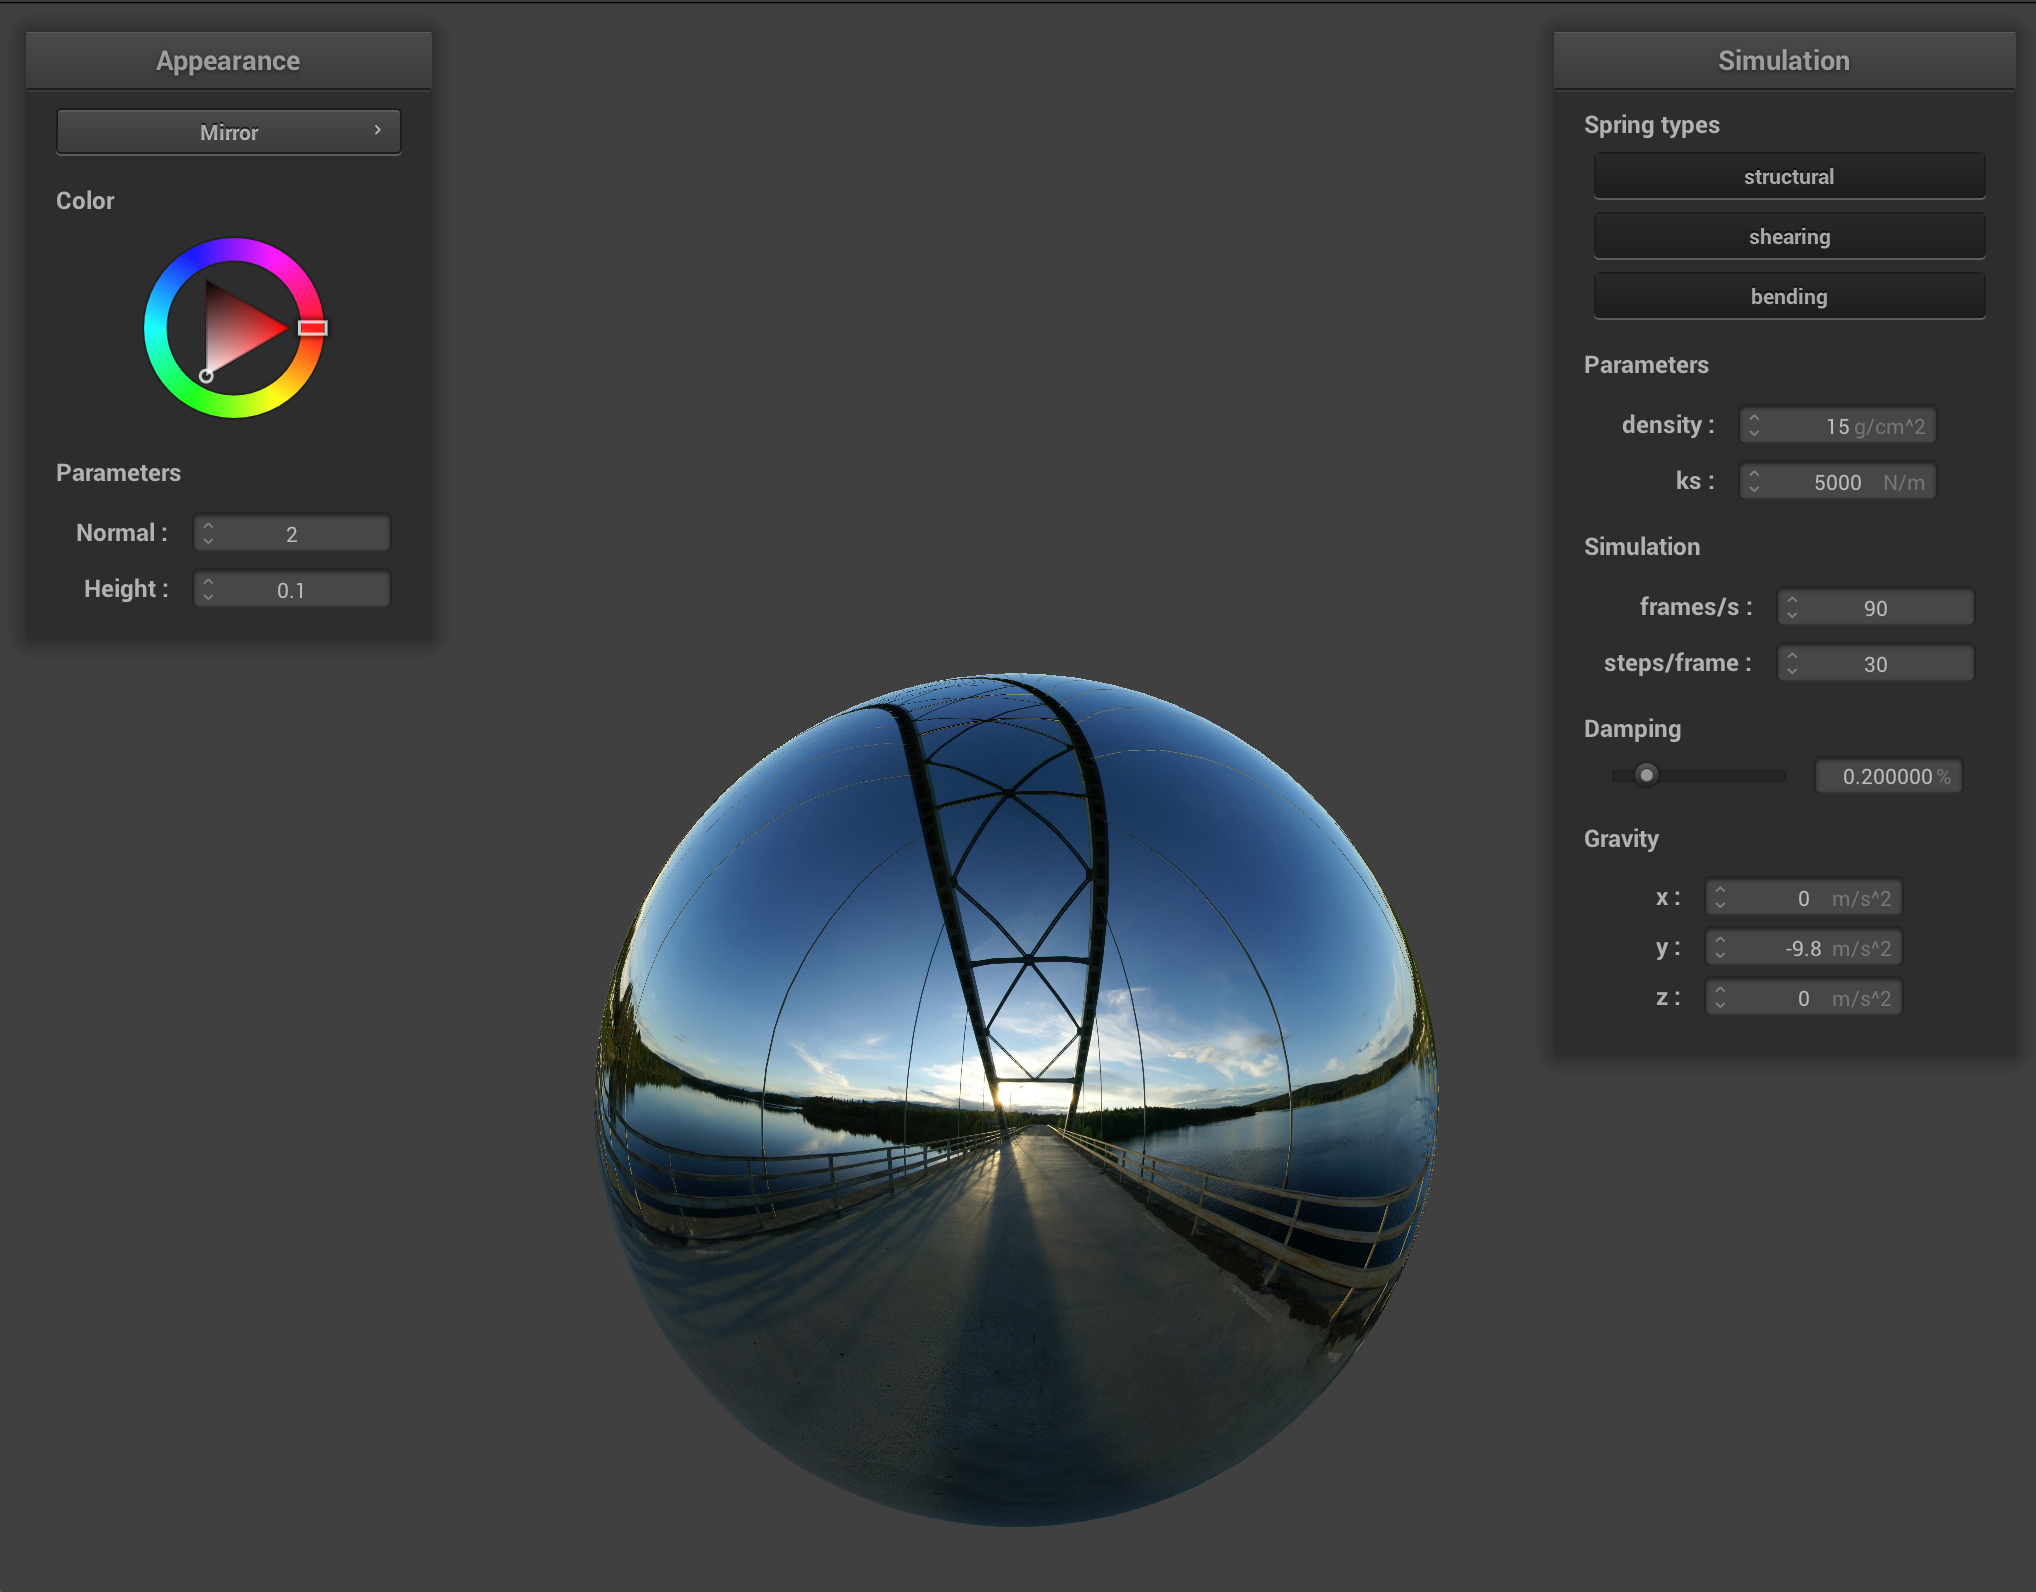 Appearance
Mirror
Color
Parameters
Normal : 2
Height : 0.1
Simulation
Spring types
structural
shearing
bending
Parameters
density : 15 g/cm^2
ks : 5000 N/m
Simulation
frames/s : 90
steps/frame : 30
Damping
0.200000 %
Gravity
x : 0 m/s^2
y : -9.8 m/s^2
z : 0 m/s^2